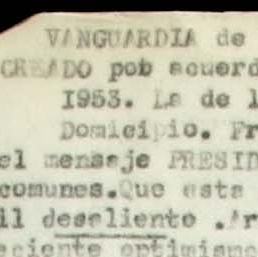 VANGUARDIA de
CREADO pob acuerd
1953. La de l
Domicipio. Fr
el mensaje PRESID
comunes.Que esta
il desaliento .Ar
eciente optimismo